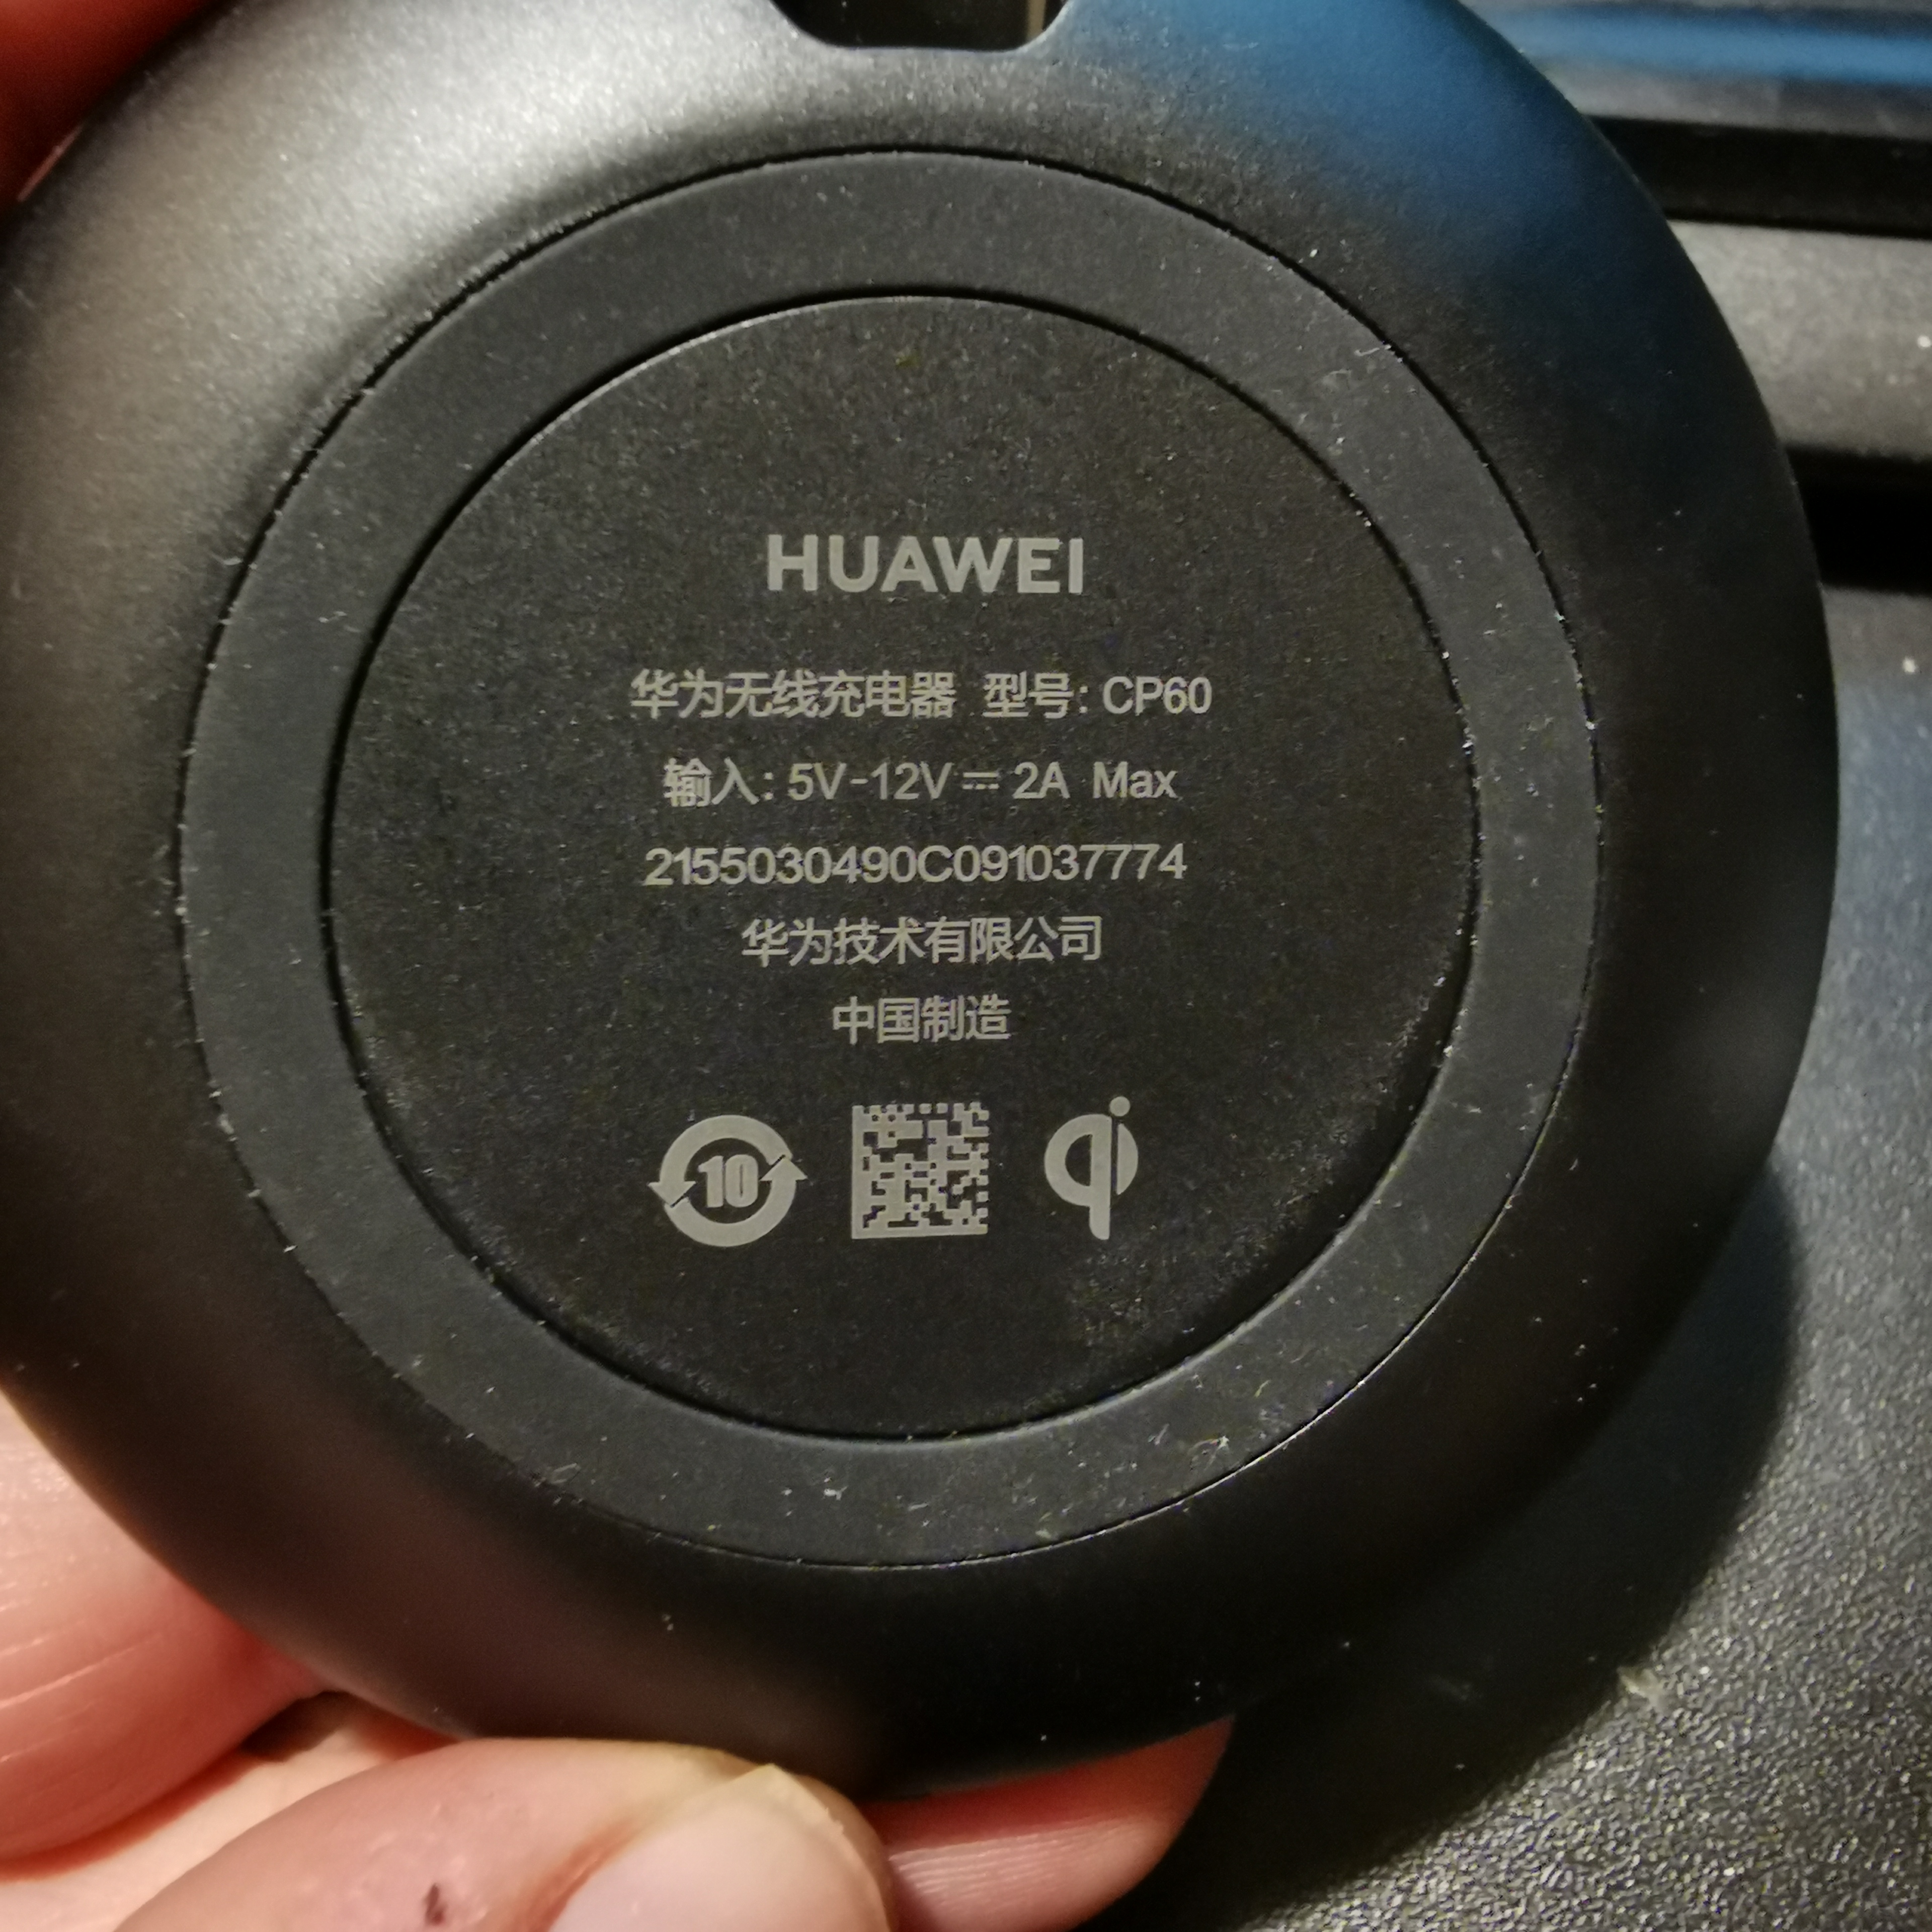 HUAWEI
华为无线充电器 型号: CP60
输入: 5V-12V ⎓ 2A Max
2155030490C091037774
华为技术有限公司
中国制造
10
qi